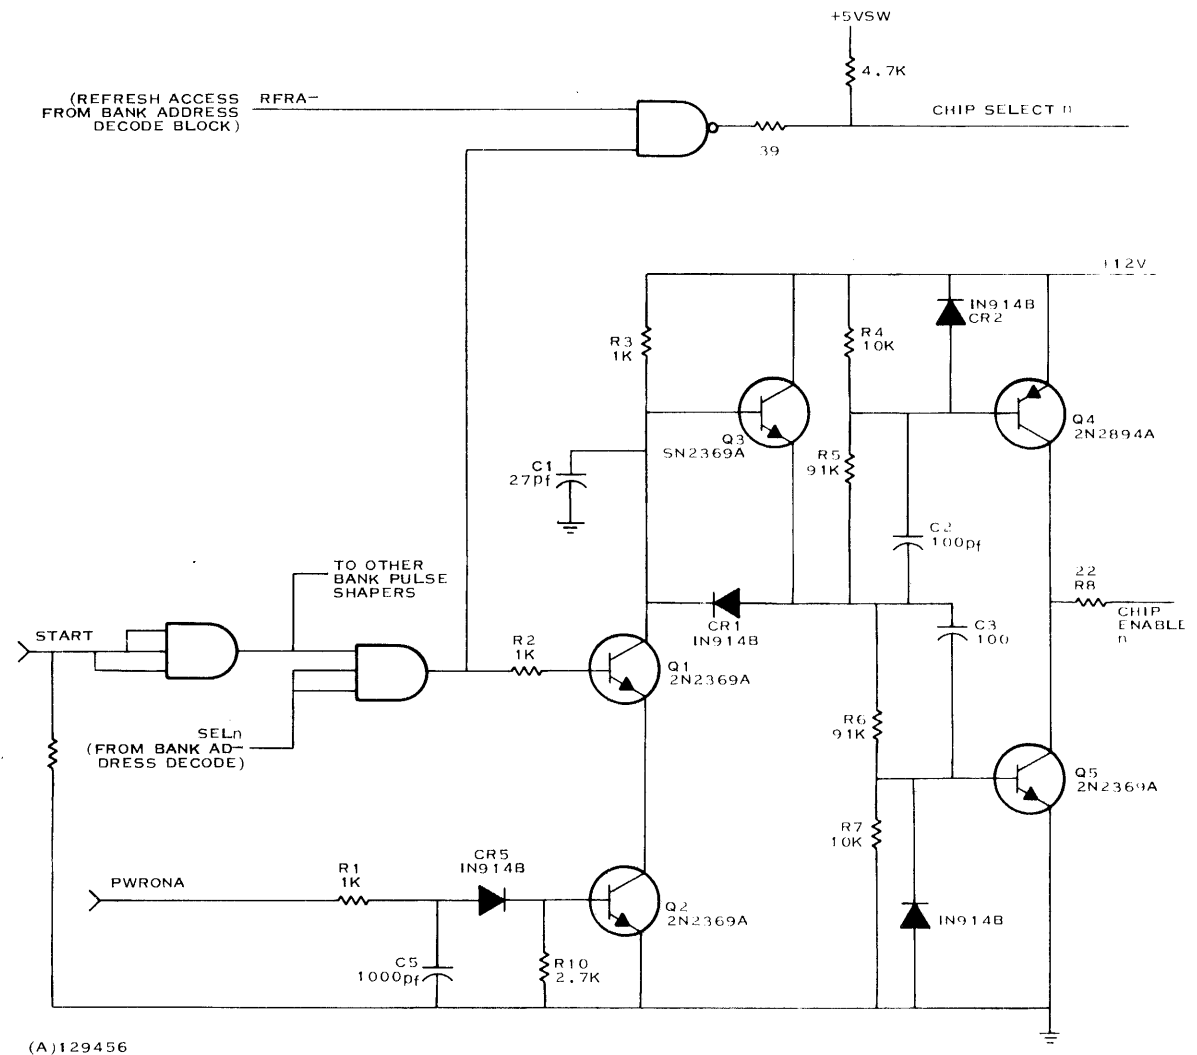 +5VSW
4.7K
(REFRESH ACCESS RFRA-
FROM BANK ADDRESS
DECODE BLOCK)
CHIP SELECT n
39
+12V
IN914B
CR2
R3
1K
R4
10K
Q3
SN2369A
Q4
2N2894A
R5
91K
C1
27pf
C2
100pf
TO OTHER
BANK PULSE
SHAPERS
22
R8
CHIP
ENABLE
n
START
CR1
IN914B
C3
100
R2
1K
Q1
2N2369A
SELn
(FROM BANK AD-
DRESS DECODE)
R6
91K
Q5
2N2369A
R7
10K
CR5
IN914B
R1
1K
PWRONA
Q2
2N2369A
IN914B
C5
1000pf
R10
2.7K
(A)129456